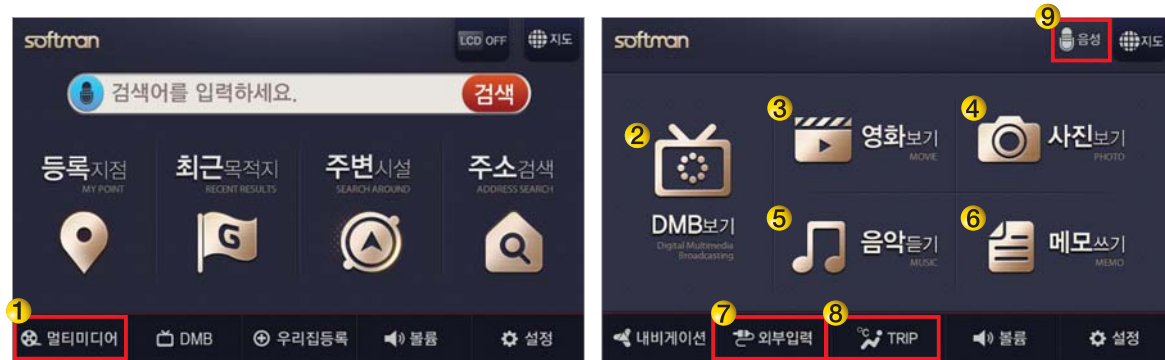 softman
LCD OFF 지도
검색어를 입력하세요. 검색
등록지점 최근목적지 주변시설 주소검색
MY POINT RECENT RESULTS SEARCH AROUND ADDRESS SEARCH
G
1
멀티미디어 DMB 우리집등록 볼륨 설정
9
softman 음성 지도
2 3 4
영화보기 사진보기
MOVIE PHOTO
DMB보기
Digital Multimedia
Broadcasting
5 6
음악듣기 메모쓰기
MUSIC MEMO
7 8
내비게이션 외부입력 °C TRIP 볼륨 설정